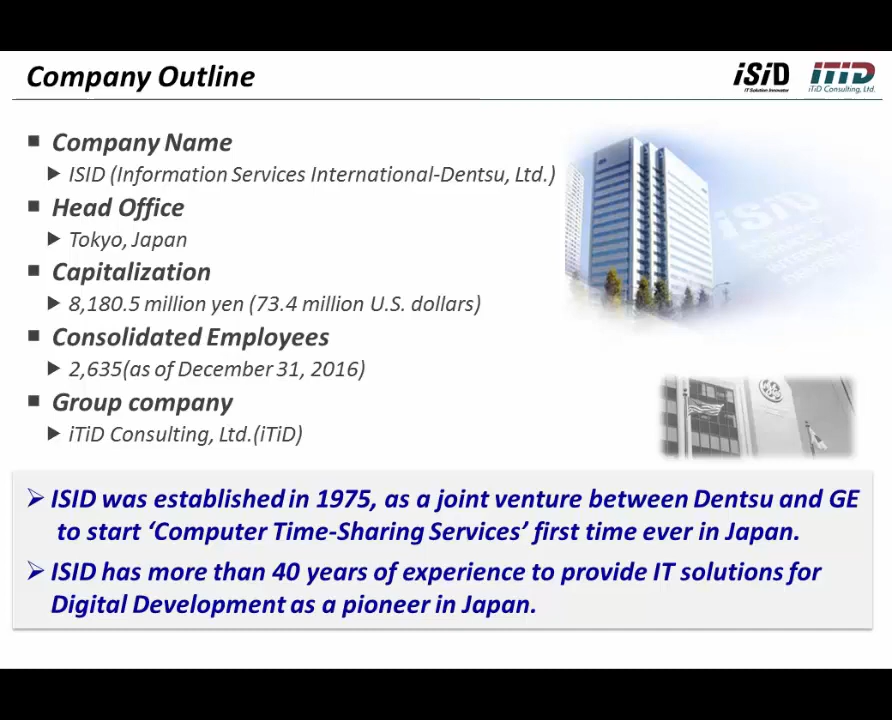 Company Outline
iSiD
IT Solution Innovator
iTiD
iTiD Consulting, Ltd.
Company Name
ISID (Information Services International-Dentsu, Ltd.)
Head Office
Tokyo, Japan
Capitalization
8,180.5 million yen (73.4 million U.S. dollars)
Consolidated Employees
2,635(as of December 31, 2016)
Group company
iTiD Consulting, Ltd.(iTiD)
iSiD
ISID was established in 1975, as a joint venture between Dentsu and GE
to start ‘Computer Time-Sharing Services’ first time ever in Japan.
ISID has more than 40 years of experience to provide IT solutions for
Digital Development as a pioneer in Japan.